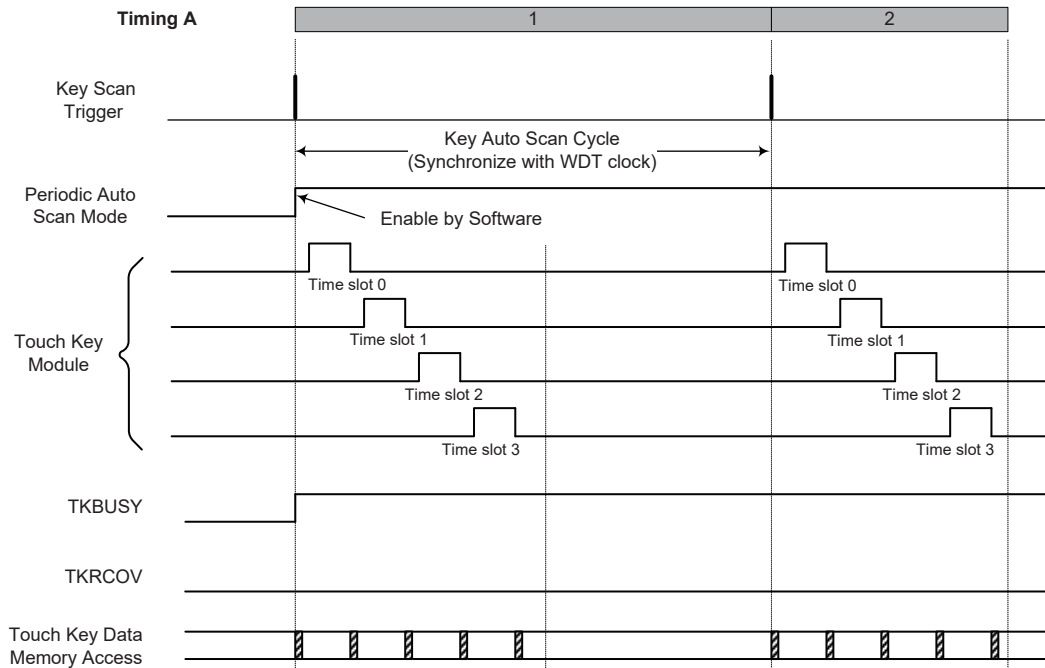 Timing A
1
2
Key Scan
Trigger
Key Auto Scan Cycle
(Synchronize with WDT clock)
Periodic Auto
Scan Mode
Enable by Software
Time slot 0
Time slot 0
Time slot 1
Time slot 1
Touch Key
Module
Time slot 2
Time slot 2
Time slot 3
Time slot 3
TKBUSY
TKRCOV
Touch Key Data
Memory Access